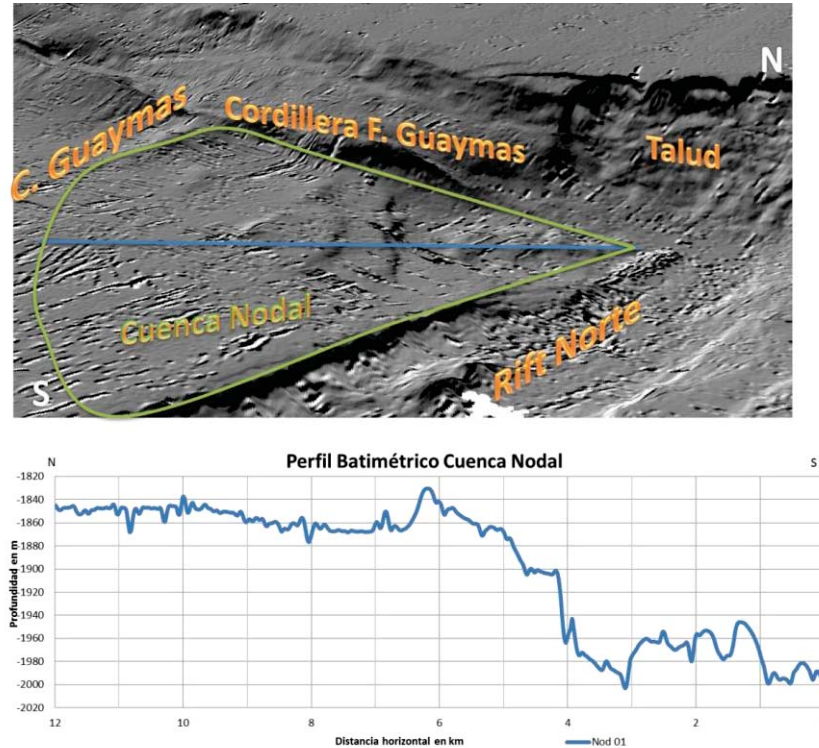 N
C. Guaymas
Cordillera F. Guaymas
Talud
Cuenca Nodal
Rift Norte
S
N
Perfil Batimétrico Cuenca Nodal
S
Profundidad en m
-1820
-1840
-1860
-1880
-1900
-1920
-1940
-1960
-1980
-2000
-2020
12
10
8
6
4
2
Distancia horizontal en km
Nod 01